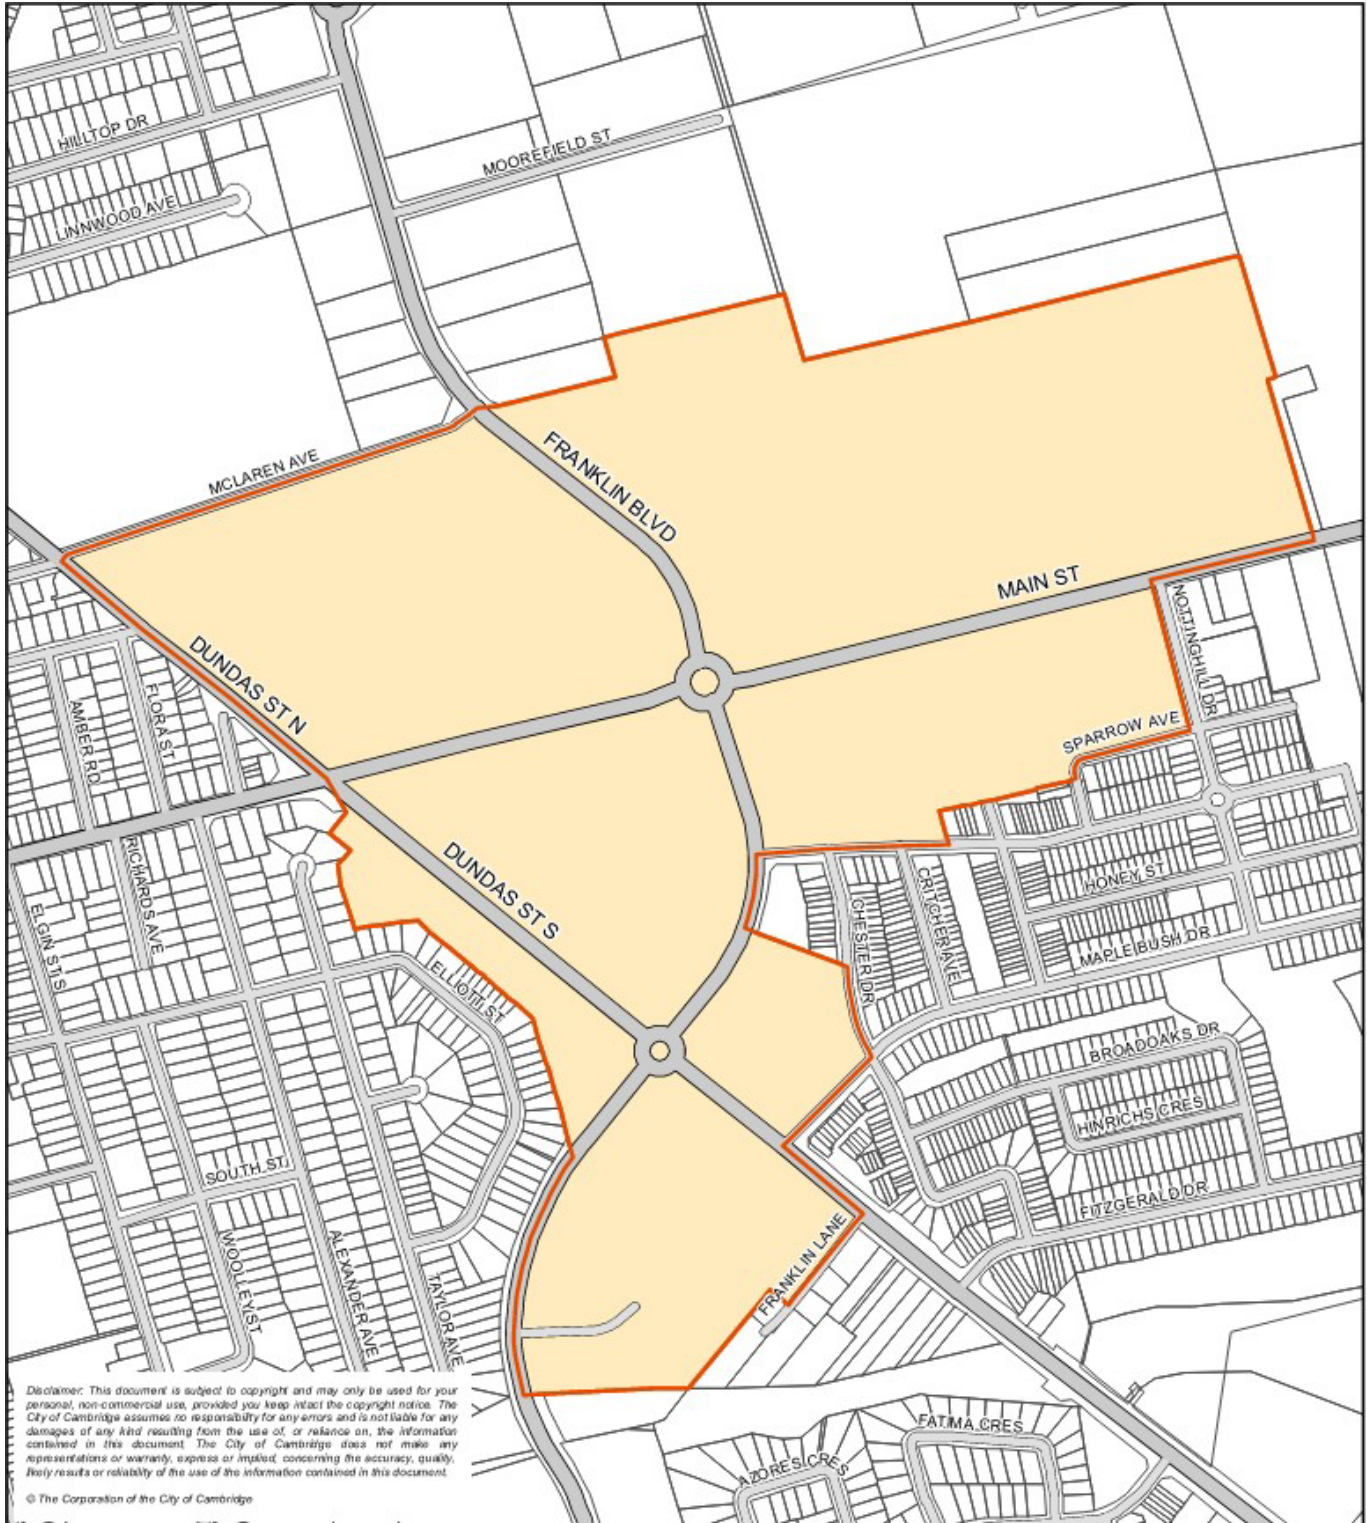 HILLTOP DR
MOOREFIELD ST
LINNWOOD AVE
FRANKLIN BLVD
MCLAREN AVE
MAIN ST
NOTTINGHILL DR
DUNDAS ST N
AMBER RD
FLORA ST
SPARROW AVE
RICHARDS AVE
DUNDAS ST S
HONEY ST
CRITCHER AVE
CHESTER DR
ELGIN ST S
MAPLE BUSH DR
ELLIOTT ST
BROADOAKS DR
HINRICHS CRES
SOUTH ST
FITZGERALD DR
FRANKLIN LANE
WOOLLEY ST
ALEXANDER AVE
TAYLOR AVE
Disclaimer: This document is subject to copyright and may only be used for your
personal, non-commercial use, provided you keep intact the copyright notice. The
City of Cambridge assumes no responsibility for any errors and is not liable for any
damages of any kind resulting from the use of, or reliance on, the information
contained in this document. The City of Cambridge does not make any
representations or warranty, express or implied, concerning the accuracy, quality,
likely results or reliability of the use of the information contained in this document.
© The Corporation of the City of Cambridge
FATIMA CRES
AZORES CRES